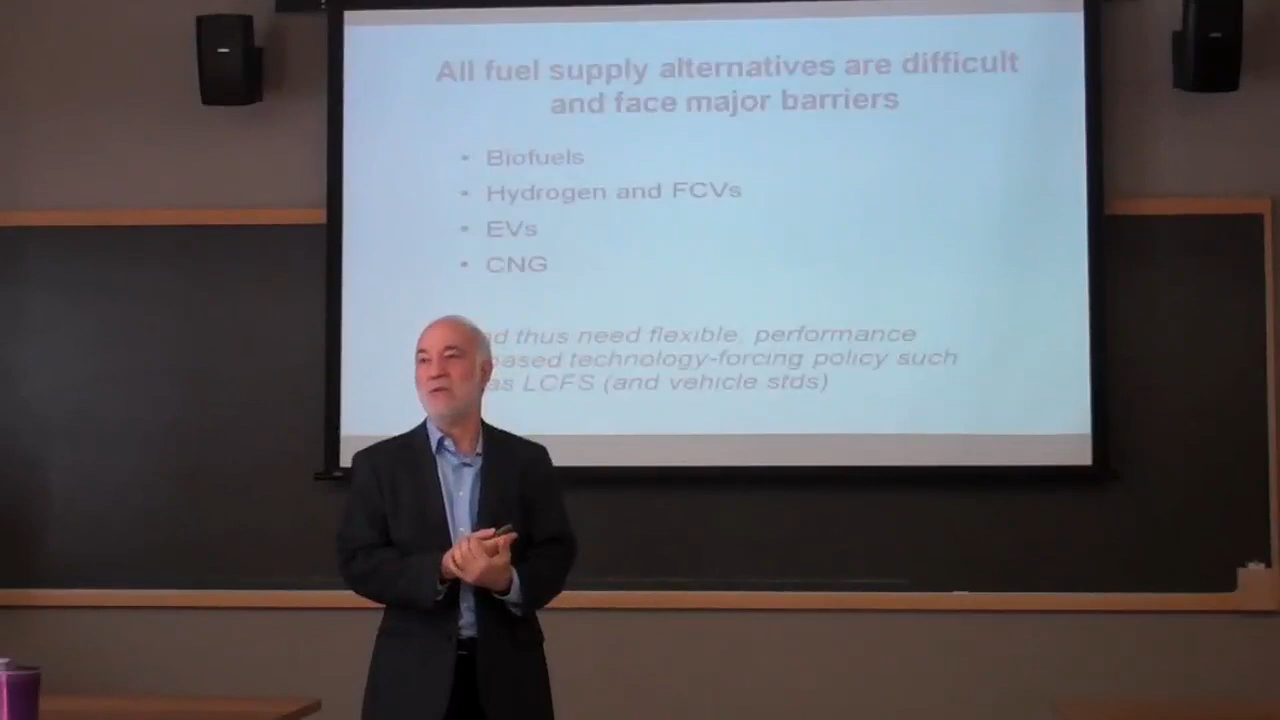 All fuel supply alternatives are difficult
and face major barriers
• Biofuels
• Hydrogen and FCVs
• EVs
• CNG
thus need flexible, performance
based technology-forcing policy such
as LCFS (and vehicle stds)